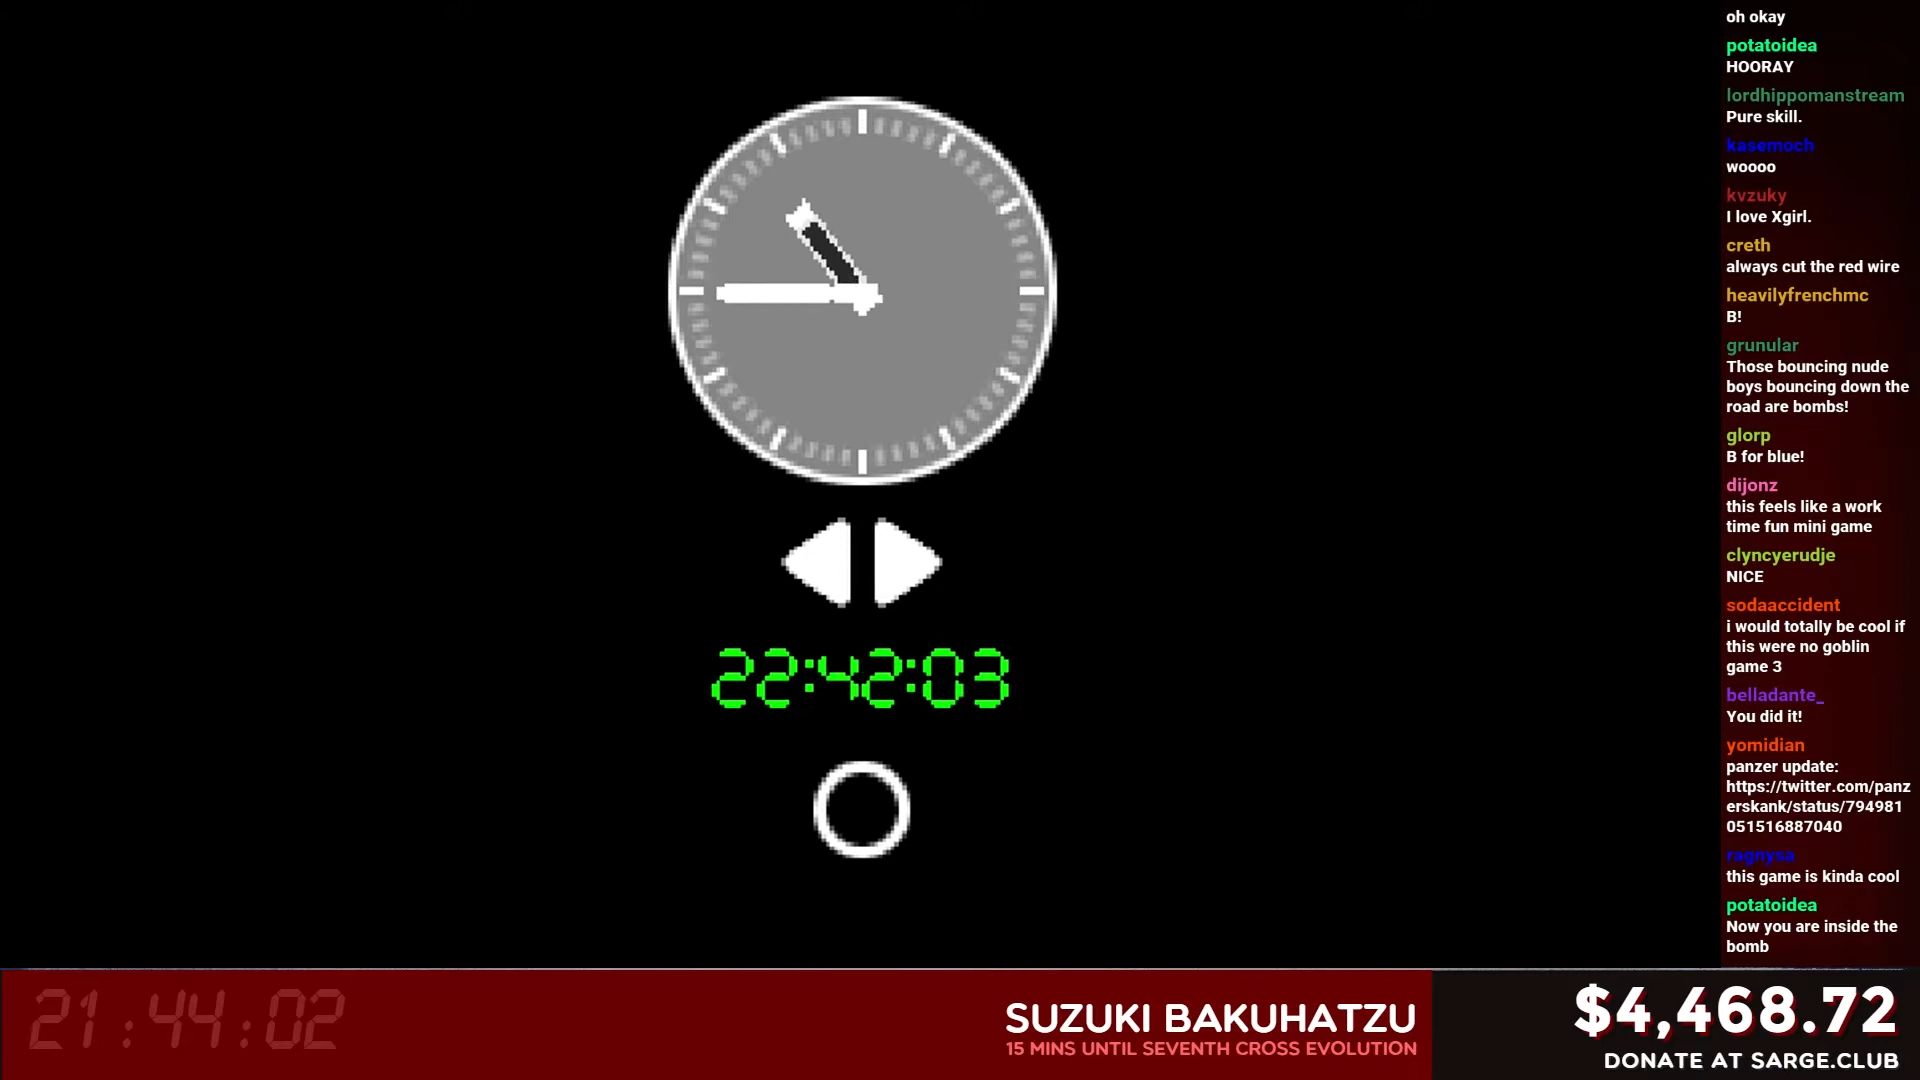 22:42:03
oh okay
potatoidea
HOORAY
lordhippomanstream
Pure skill.
kasemoch
woooo
kvzuky
I love Xgirl.
creth
always cut the red wire
heavilyfrenchmc
B!
grunular
Those bouncing nude
boys bouncing down the
road are bombs!
glorp
B for blue!
dijonz
this feels like a work
time fun mini game
clyncyerudje
NICE
sodaaccident
i would totally be cool if
this were no goblin
game 3
belladante_
You did it!
yomidian
panzer update:
https://twitter.com/panz
erskank/status/794981
051516887040
rugnysa
this game is kinda cool
potatoidea
Now you are inside the
bomb
21:44:02
SUZUKI BAKUHATZU
15 MINS UNTIL SEVENTH CROSS EVOLUTION
$4,468.72
DONATE AT SARGE.CLUB